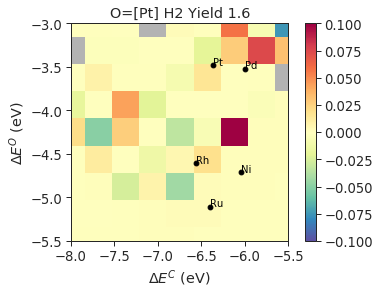 O=[Pt] H2 Yield 1.6
−3.0
−3.5
−4.0
−4.5
−5.0
−5.5
ΔE^O (eV)
Pt
Pd
Rh
Ni
Ru
−8.0 −7.5 −7.0 −6.5 −6.0 −5.5
ΔE^C (eV)
0.100
0.075
0.050
0.025
0.000
−0.025
−0.050
−0.075
−0.100